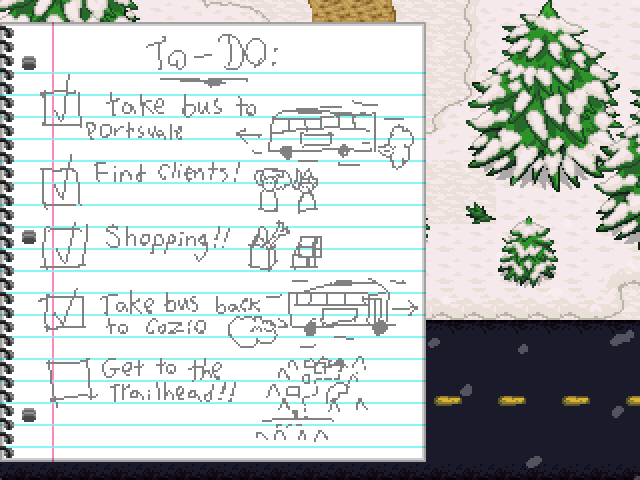 To-Do:
Take bus to
Portsvale
Find Clients!
Shopping!!
Take bus back
to Cozio
Get to the
Trailhead!!